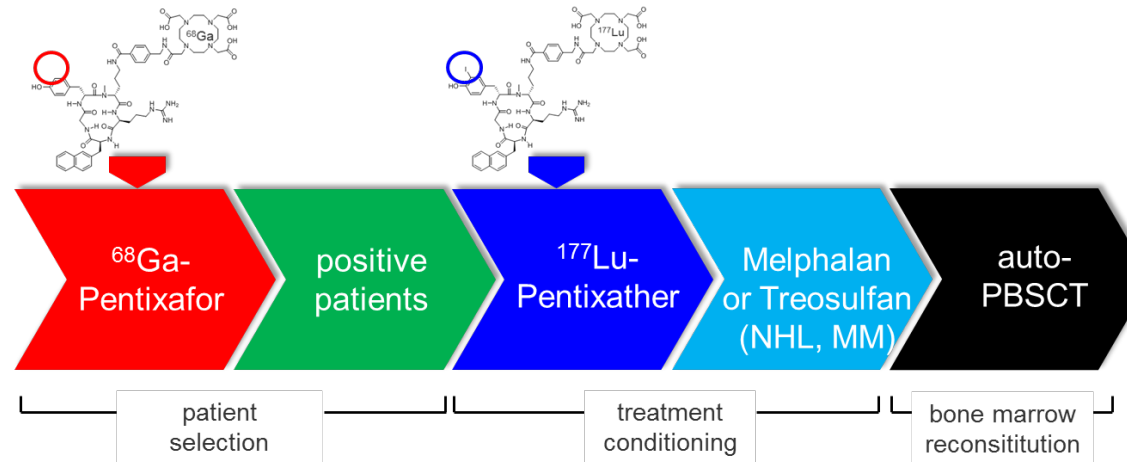 ⁶⁸Ga
¹⁷⁷Lu
⁶⁸Ga-
Pentixafor
positive
patients
¹⁷⁷Lu-
Pentixather
Melphalan
or Treosulfan
(NHL, MM)
auto-
PBSCT
patient
selection
treatment
conditioning
bone marrow
reconsititution